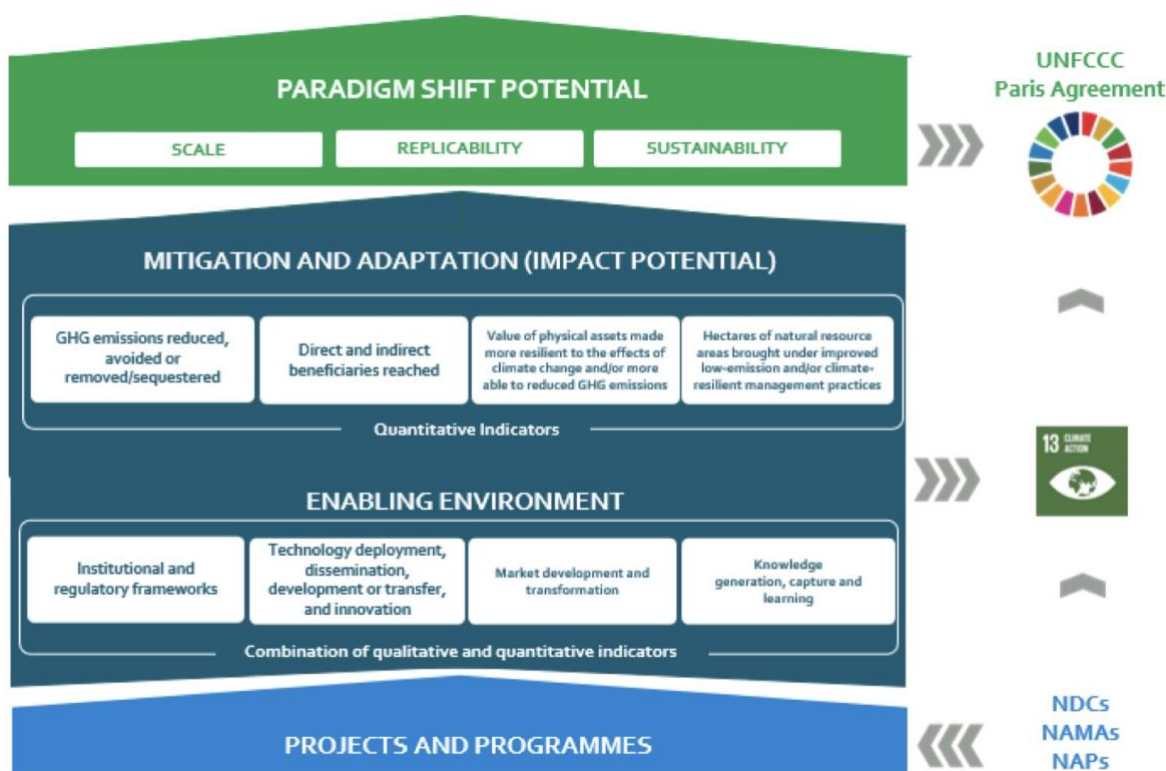 PARADIGM SHIFT POTENTIAL
SCALE
REPLICABILITY
SUSTAINABILITY
UNFCCC
Paris Agreement
MITIGATION AND ADAPTATION (IMPACT POTENTIAL)
GHG emissions reduced,
avoided or
removed/sequestered
Direct and indirect
beneficiaries reached
Value of physical assets made
more resilient to the effects of
climate change and/or more
able to reduced GHG emissions
Hectares of natural resource
areas brought under improved
low-emission and/or climate-
resilient management practices
Quantitative Indicators
13 CLIMATE
ACTION
ENABLING ENVIRONMENT
Institutional and
regulatory frameworks
Technology deployment,
dissemination,
development or transfer,
and innovation
Market development and
transformation
Knowledge
generation, capture and
learning
Combination of qualitative and quantitative indicators
PROJECTS AND PROGRAMMES
NDCs
NAMAs
NAPs